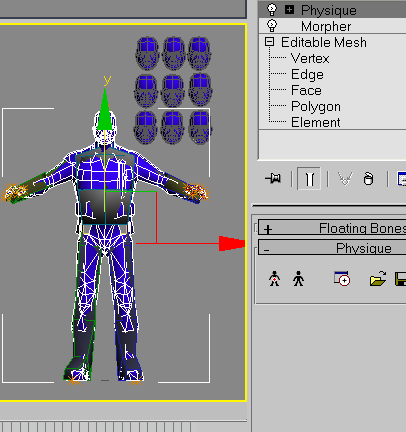 Physique
Morpher
Editable Mesh
Vertex
Edge
Face
Polygon
Element
y
+ Floating Bones
- Physique